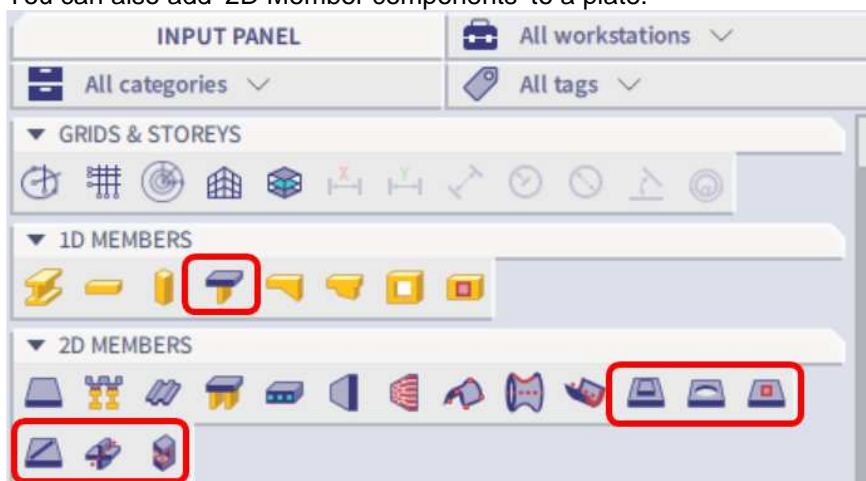 You can also add '2D Member components' to a plate.
INPUT PANEL
All workstations
All categories
All tags
GRIDS & STOREYS
X
Y
1D MEMBERS
2D MEMBERS